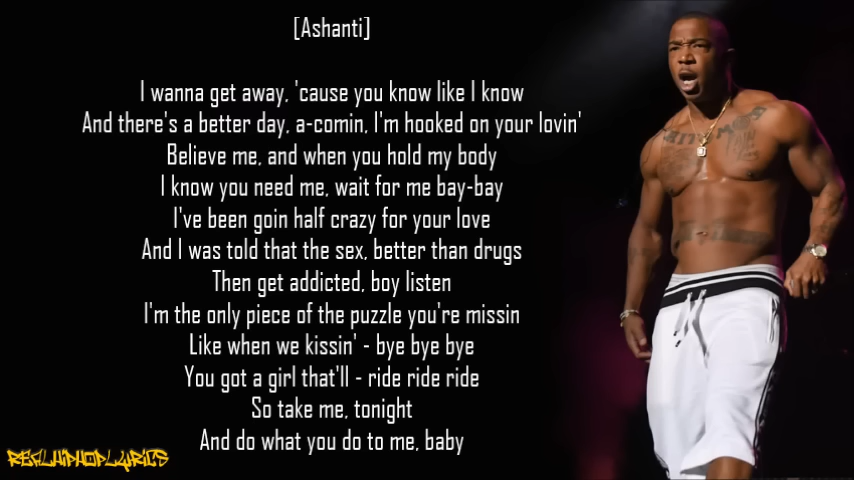 [Ashanti]
I wanna get away, 'cause you know like I know
And there's a better day, a-comin, I'm hooked on your lovin'
Believe me, and when you hold my body
I know you need me, wait for me bay-bay
I've been goin half crazy for your love
And I was told that the sex, better than drugs
Then get addicted, boy listen
I'm the only piece of the puzzle you're missin
Like when we kissin' - bye bye bye
You got a girl that'll - ride ride ride
So take me, tonight
And do what you do to me, baby
REALHIPHOPLYRICS